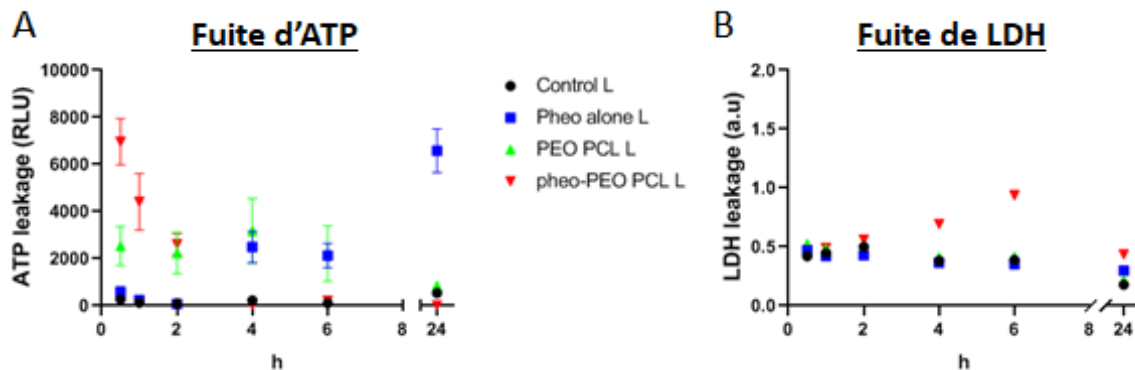 A
Fuite d'ATP
ATP leakage (RLU)
10000
8000
6000
4000
2000
0
0
2
4
6
8
24
h
Control L
Pheo alone L
PEO PCL L
pheo-PEO PCL L
B
Fuite de LDH
LDH leakage (a.u)
2.0
1.5
1.0
0.5
0.0
0
2
4
6
8
24
h